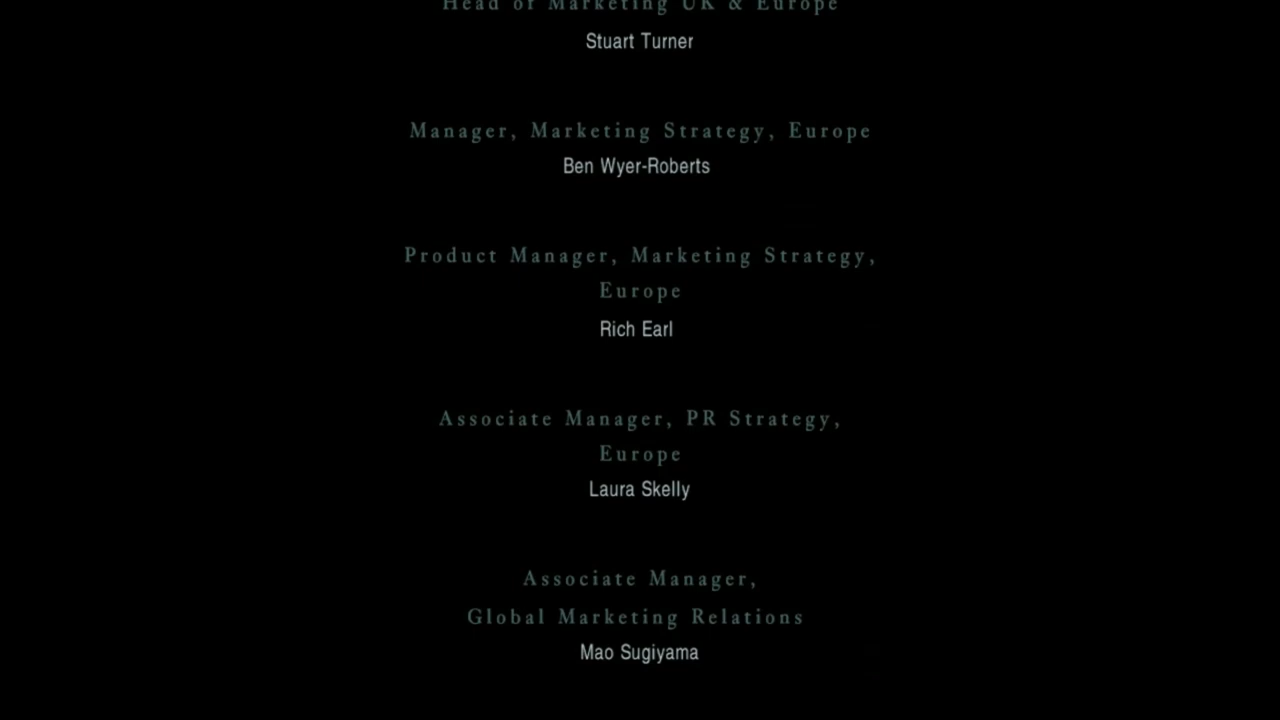 Head of Marketing UK & Europe
Stuart Turner
Manager, Marketing Strategy, Europe
Ben Wyer-Roberts
Product Manager, Marketing Strategy,
Europe
Rich Earl
Associate Manager, PR Strategy,
Europe
Laura Skelly
Associate Manager,
Global Marketing Relations
Mao Sugiyama